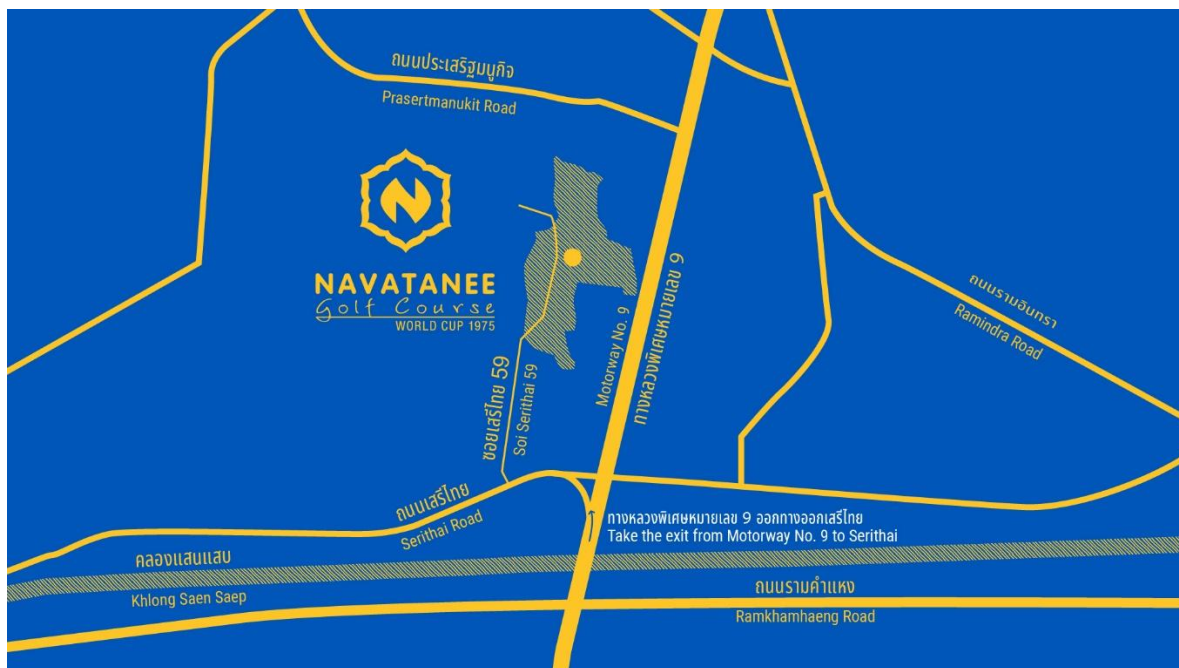 ถนนประเสริฐมนูกิจ
Prasertmanukit Road
NAVATANEE
Golf Course
WORLD CUP 1975
ซอยเสรีไทย 59
Soi Serithai 59
Motorway No. 9
ทางหลวงพิเศษหมายเลข 9
ถนนรามอินทรา
Ramindra Road
ถนนเสรีไทย
Serithai Road
ทางหลวงพิเศษหมายเลข 9 ออกทางออกเสรีไทย
Take the exit from Motorway No. 9 to Serithai
คลองแสนแสบ
Khlong Saen Saep
ถนนรามคำแหง
Ramkhamhaeng Road